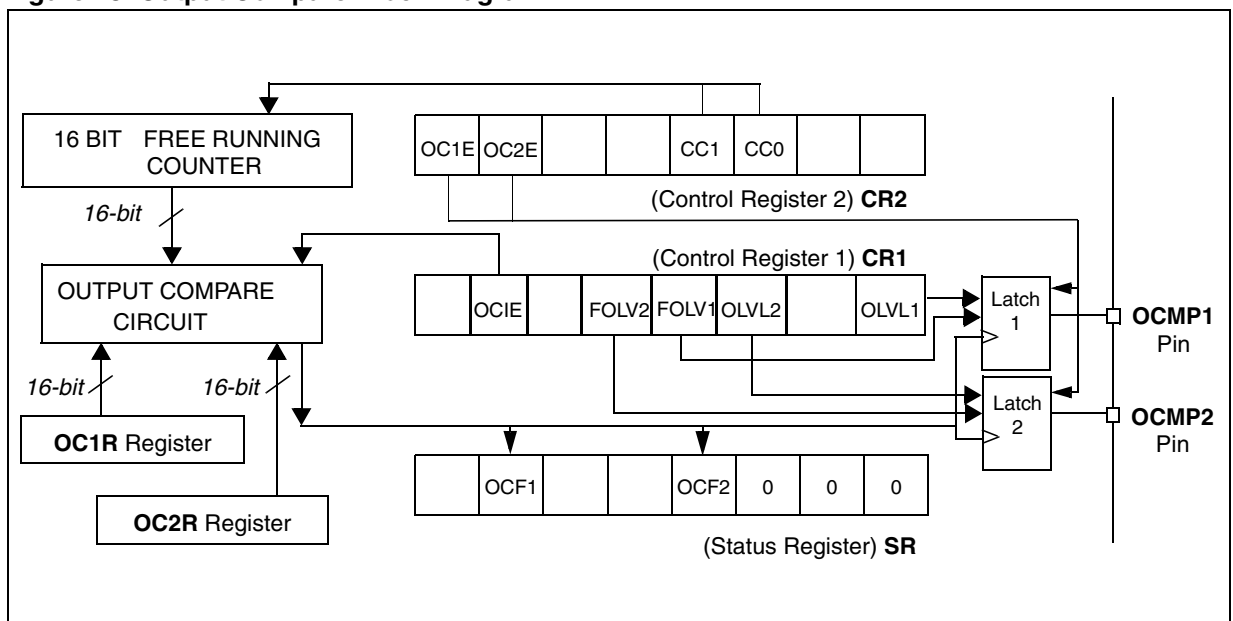 16 BIT FREE RUNNING
COUNTER
OC1E OC2E CC1 CC0
(Control Register 2) CR2
16-bit
(Control Register 1) CR1
OUTPUT COMPARE
CIRCUIT
OCIE FOLV2 FOLV1 OLVL2 OLVL1
Latch
1
OCMP1
Pin
16-bit 16-bit
Latch
2
OCMP2
Pin
OC1R Register
OCF1 OCF2 0 0 0
OC2R Register
(Status Register) SR